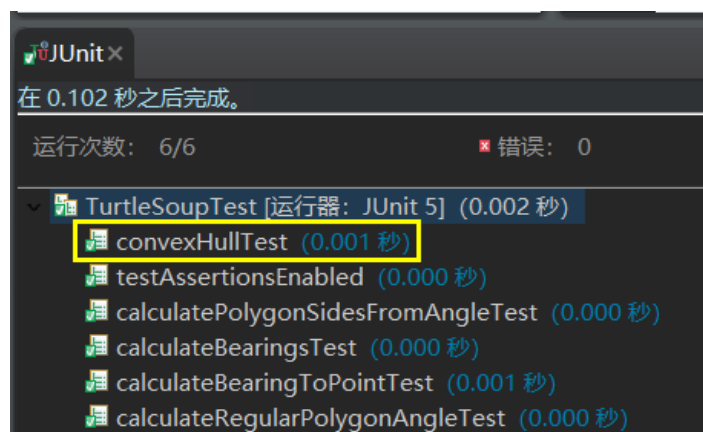 JUnit
在 0.102 秒之后完成。
运行次数： 6/6 错误： 0
TurtleSoupTest [运行器：JUnit 5] (0.002 秒)
convexHullTest (0.001 秒)
testAssertionsEnabled (0.000 秒)
calculatePolygonSidesFromAngleTest (0.000 秒)
calculateBearingsTest (0.000 秒)
calculateBearingToPointTest (0.001 秒)
calculateRegularPolygonAngleTest (0.000 秒)